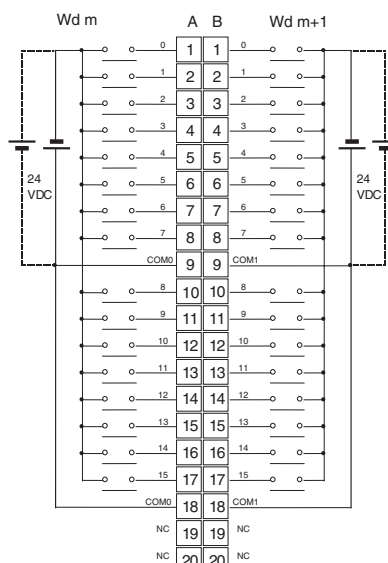 Wd m A B Wd m+1
0 1 1 0
1 2 2 1
2 3 3 2
3 4 4 3
4 5 5 4
24 VDC 5 6 6 5 24 VDC
6 7 7 6
7 8 8 7
COM0 9 9 COM1
8 10 10 8
9 11 11 9
10 12 12 10
11 13 13 11
12 14 14 12
13 15 15 13
14 16 16 14
15 17 17 15
COM0 18 18 COM1
NC 19 19 NC
NC 20 20 NC